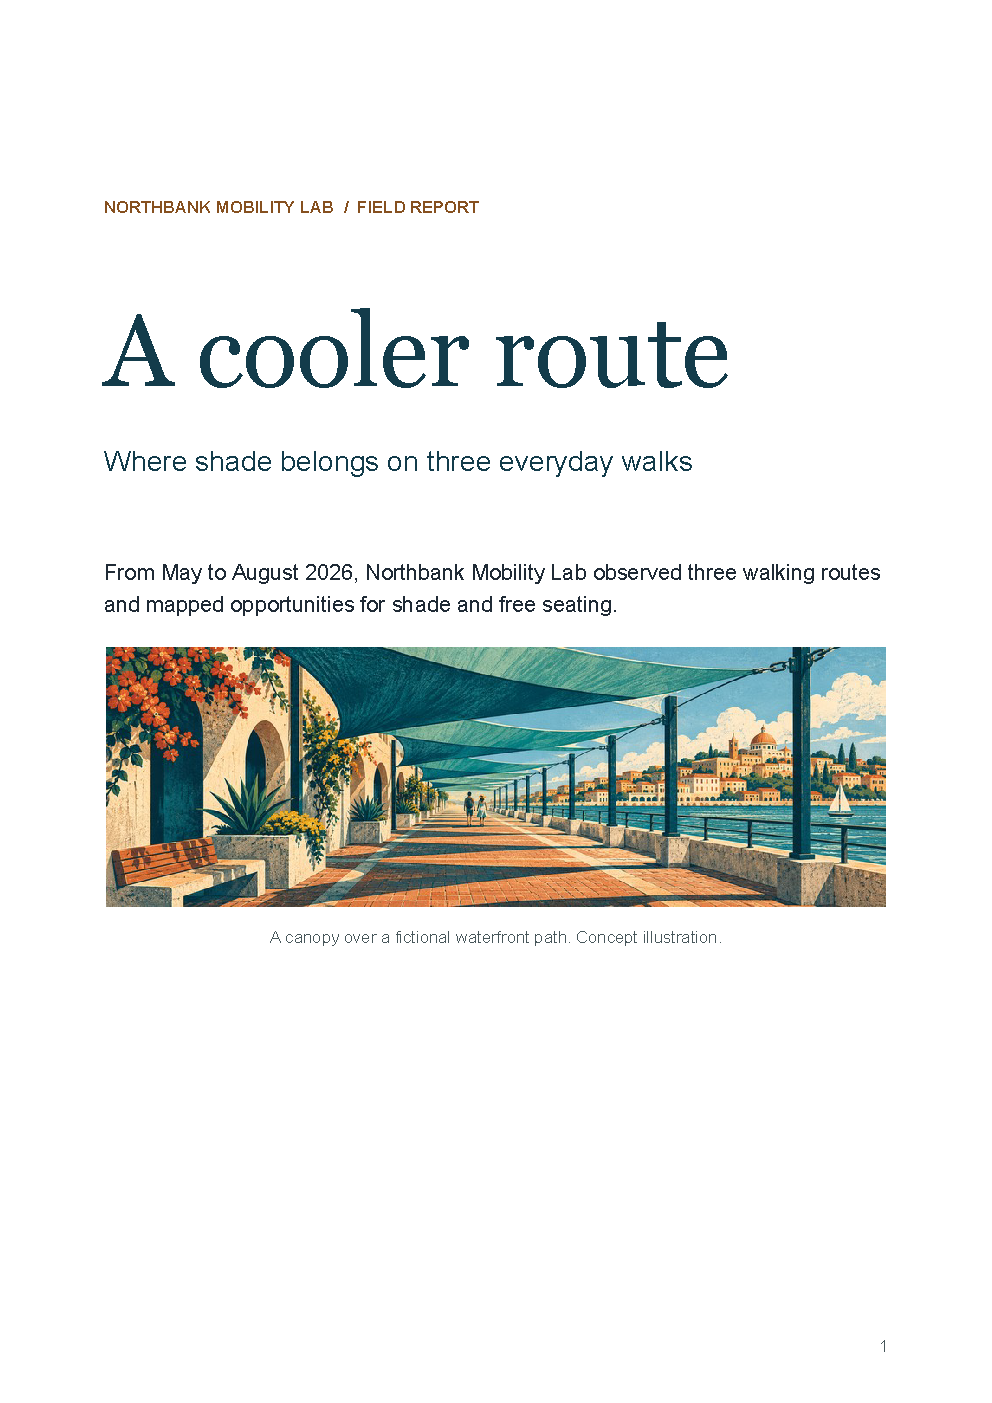 NORTHBANK MOBILITY LAB / FIELD REPORT
A cooler route
Where shade belongs on three everyday walks
From May to August 2026, Northbank Mobility Lab observed three walking routes
and mapped opportunities for shade and free seating.
A canopy over a fictional waterfront path. Concept illustration.
1